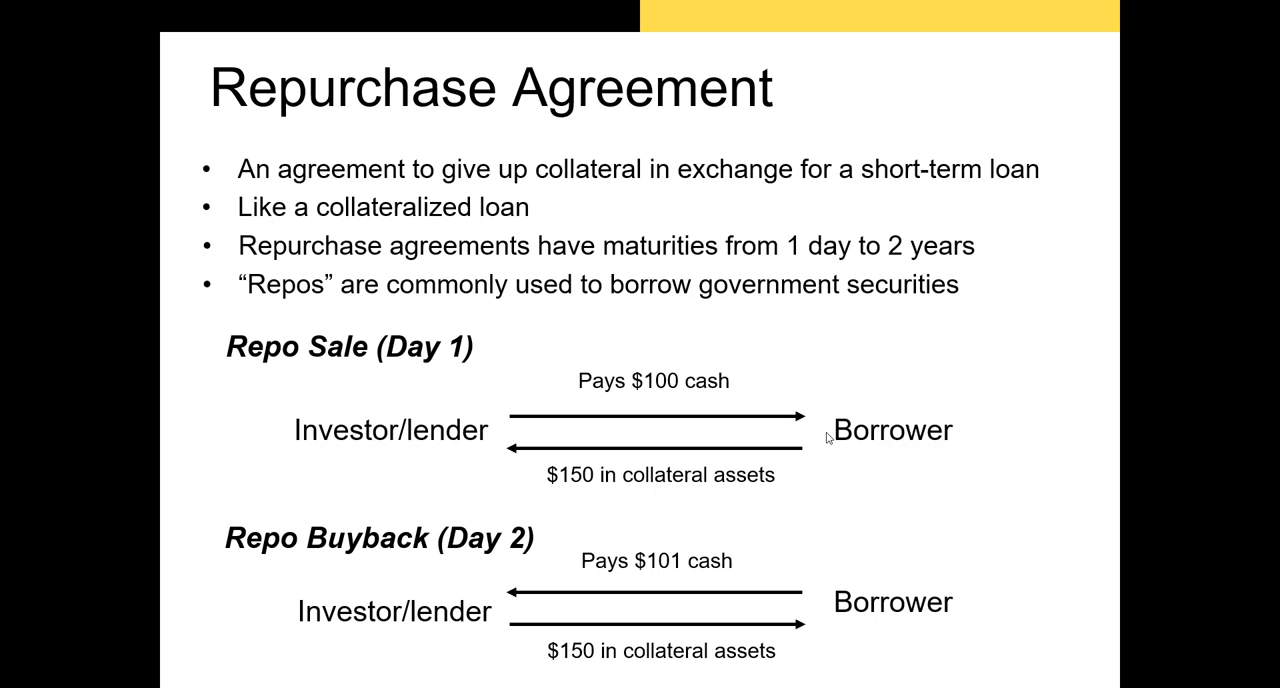 Repurchase Agreement
• An agreement to give up collateral in exchange for a short-term loan
• Like a collateralized loan
• Repurchase agreements have maturities from 1 day to 2 years
• “Repos” are commonly used to borrow government securities
Repo Sale (Day 1)
Pays $100 cash
Investor/lender Borrower
$150 in collateral assets
Repo Buyback (Day 2)
Pays $101 cash
Investor/lender Borrower
$150 in collateral assets